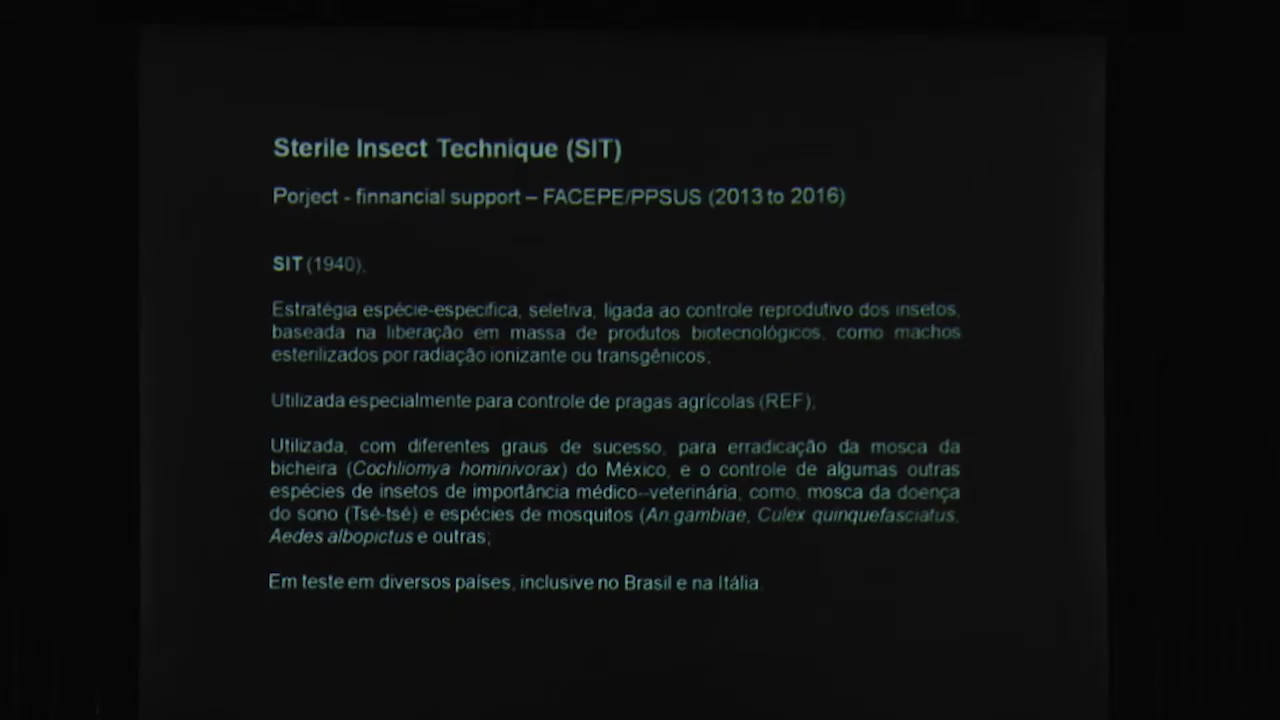 Sterile Insect Technique (SIT)
Porject - finnancial support – FACEPE/PPSUS (2013 to 2016)
SIT (1940).
Estratégia espécie-específica, seletiva, ligada ao controle reprodutivo dos insetos,
baseada na liberação em massa de produtos biotecnológicos, como machos
esterilizados por radiação ionizante ou transgênicos;
Utilizada especialmente para controle de pragas agrícolas (REF);
Utilizada, com diferentes graus de sucesso, para erradicação da mosca da
bicheira (Cochliomya hominivorax) do México, e o controle de algumas outras
espécies de insetos de importância médico--veterinária, como, mosca da doença
do sono (Tsé-tsé) e espécies de mosquitos (An.gambiae, Culex quinquefasciatus,
Aedes albopictus e outras;
Em teste em diversos países, inclusive no Brasil e na Itália.